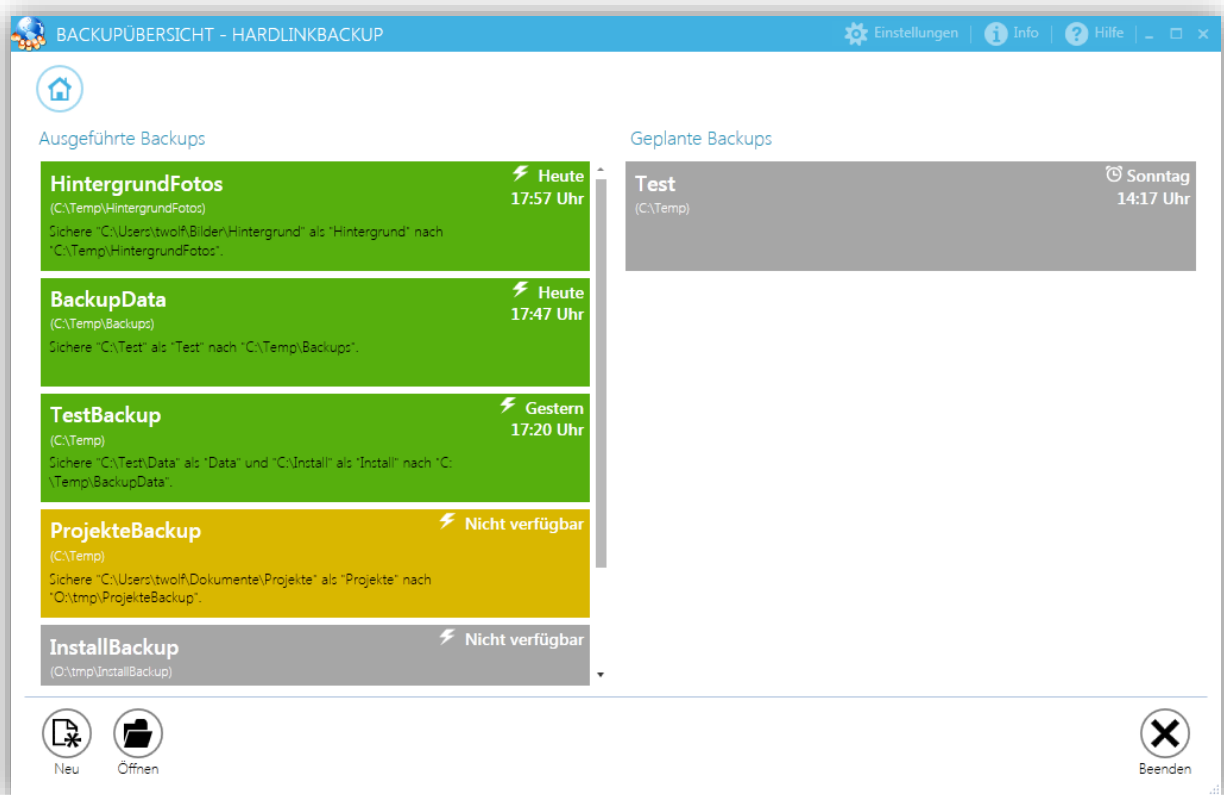 BACKUPÜBERSICHT - HARDLINKBACKUP
Einstellungen | Info | Hilfe
Ausgeführte Backups
HintergrundFotos
Heute
17:57 Uhr
(C:\Temp\HintergrundFotos)
Sichere "C:\Users\twolf\Bilder\Hintergrund" als "Hintergrund" nach
"C:\Temp\HintergrundFotos".
BackupData
Heute
17:47 Uhr
(C:\Temp\Backups)
Sichere "C:\Test" als "Test" nach "C:\Temp\Backups".
TestBackup
Gestern
17:20 Uhr
(C:\Temp)
Sichere "C:\Test\Data" als "Data" und "C:\Install" als "Install" nach "C:
\Temp\BackupData".
ProjekteBackup
Nicht verfügbar
(C:\Temp)
Sichere "C:\Users\twolf\Dokumente\Projekte" als "Projekte" nach
"O:\tmp\ProjekteBackup".
InstallBackup
Nicht verfügbar
(O:\tmp\InstallBackup)
Geplante Backups
Test
Sonntag
14:17 Uhr
(C:\Temp)
Neu
Öffnen
Beenden